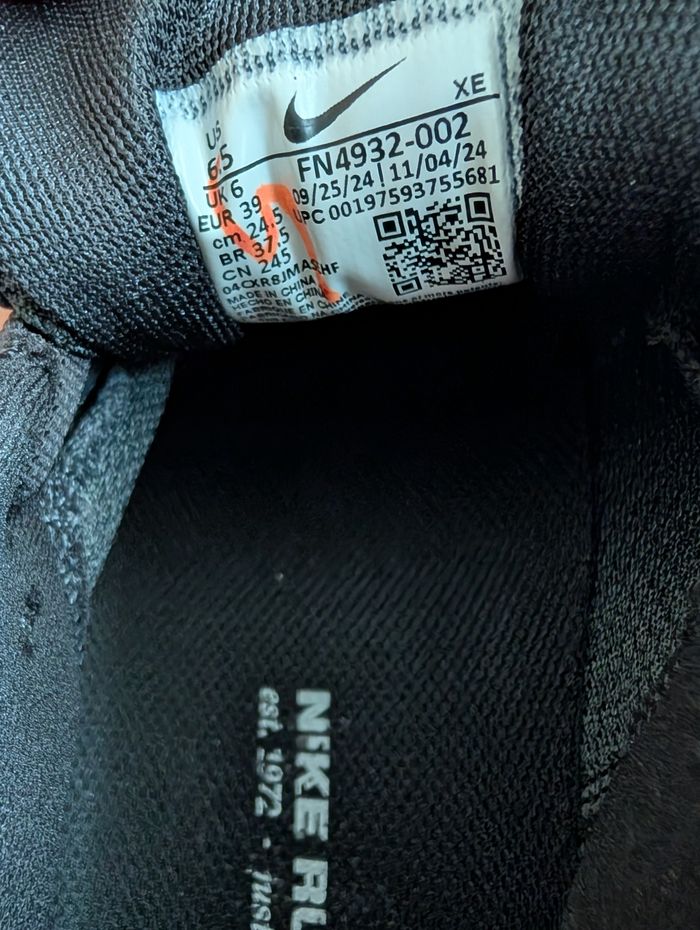 XE
US
6.5
FN4932-002
UK 6
09/25/24 | 11/04/24
EUR 39
UPC 00197593755681
cm 24.5
BR 37.5
CN 245
MADE IN CHINA
NIKE RU
est. 1972 - just